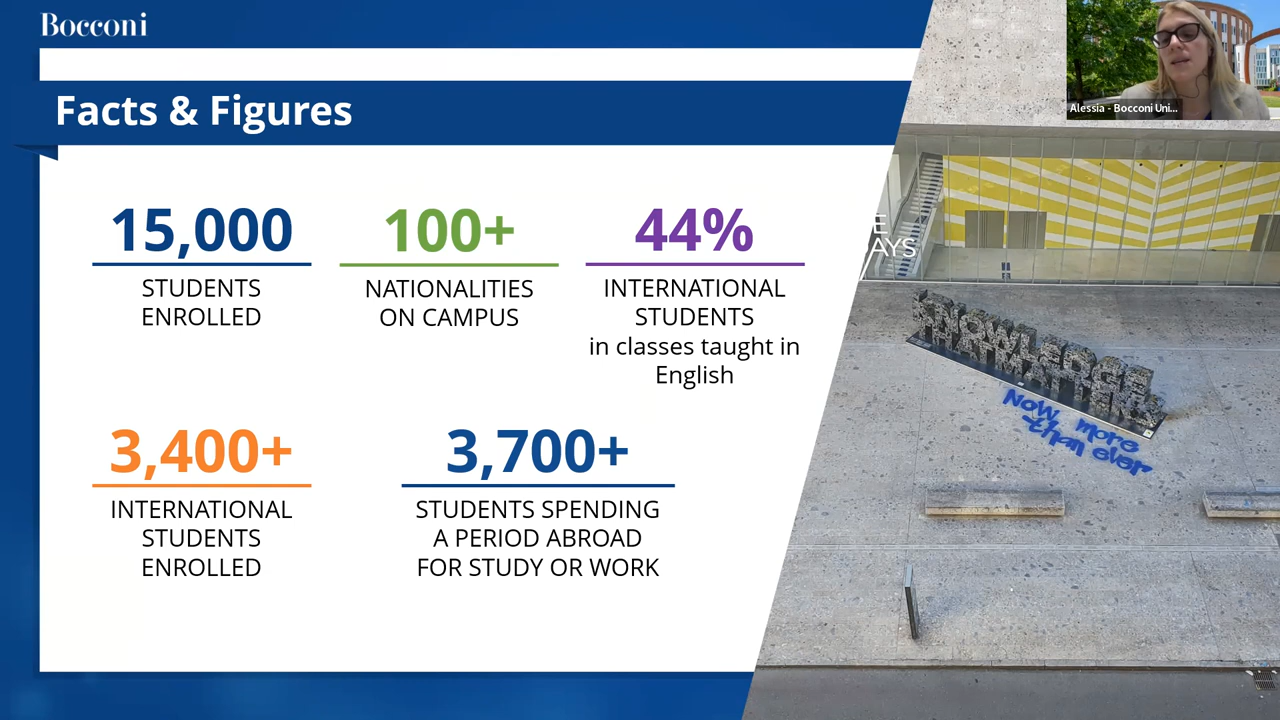 Bocconi
Alessia - Bocconi Uni...
Facts & Figures
15,000
STUDENTS
ENROLLED
100+
NATIONALITIES
ON CAMPUS
44%
INTERNATIONAL
STUDENTS
in classes taught in
English
3,400+
INTERNATIONAL
STUDENTS
ENROLLED
3,700+
STUDENTS SPENDING
A PERIOD ABROAD
FOR STUDY OR WORK
KNOWLEDGE
THAT MATTERS
Now, more
than ever